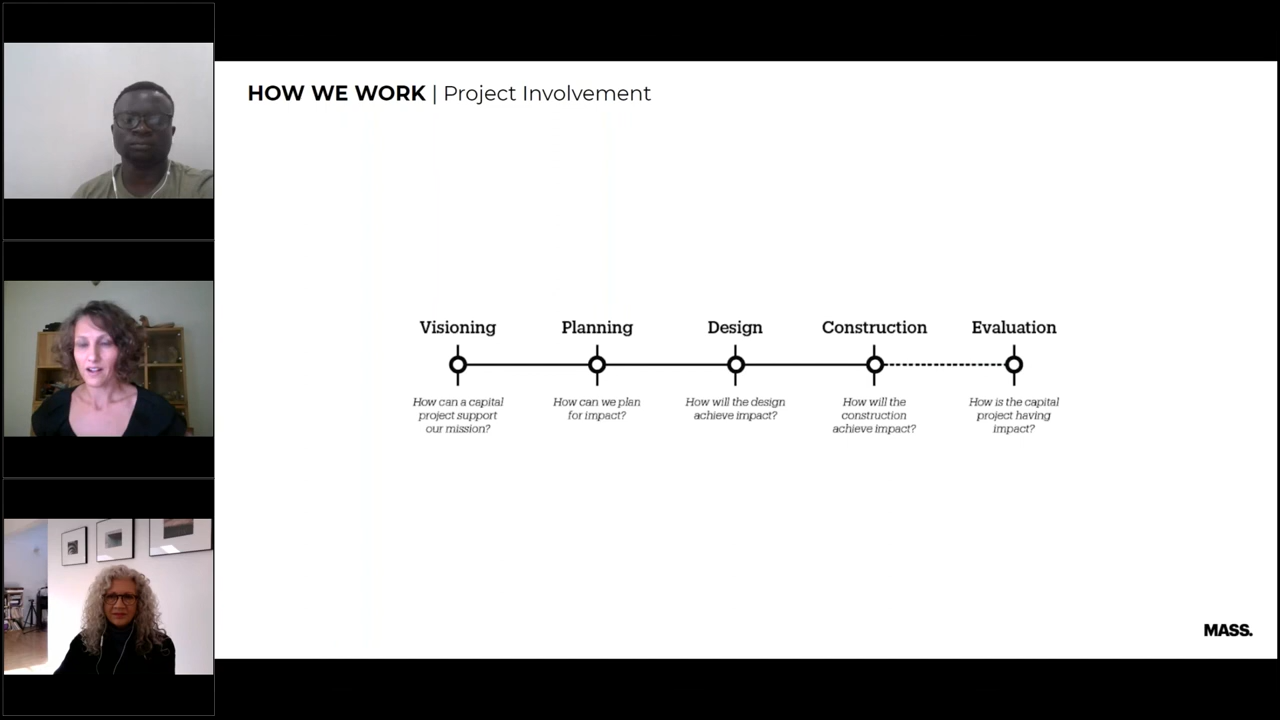 HOW WE WORK | Project Involvement
Visioning
Planning
Design
Construction
Evaluation
How can a capital
project support
our mission?
How can we plan
for impact?
How will the design
achieve impact?
How will the
construction
achieve impact?
How is the capital
project having
impact?
MASS.